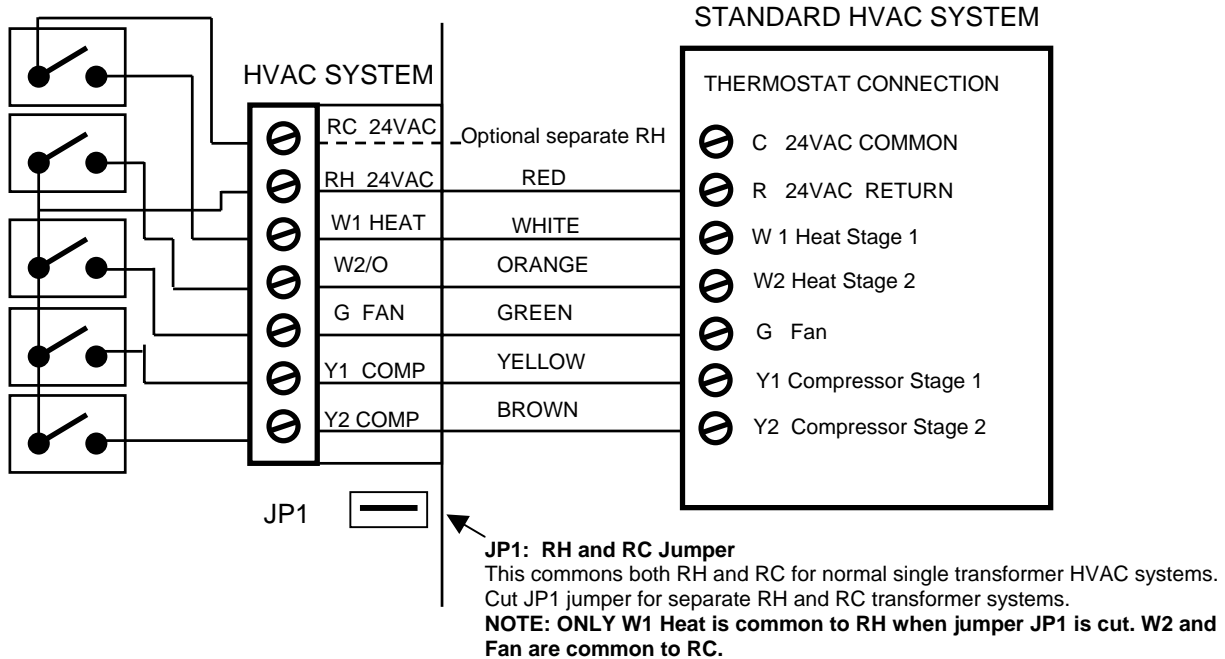 STANDARD HVAC SYSTEM
HVAC SYSTEM
THERMOSTAT CONNECTION
RC 24VAC
Optional separate RH
C 24VAC COMMON
RH 24VAC
RED
R 24VAC RETURN
W1 HEAT
WHITE
W 1 Heat Stage 1
W2/O
ORANGE
W2 Heat Stage 2
G FAN
GREEN
G Fan
Y1 COMP
YELLOW
Y1 Compressor Stage 1
Y2 COMP
BROWN
Y2 Compressor Stage 2
JP1
JP1: RH and RC Jumper
This commons both RH and RC for normal single transformer HVAC systems.
Cut JP1 jumper for separate RH and RC transformer systems.
NOTE: ONLY W1 Heat is common to RH when jumper JP1 is cut. W2 and
Fan are common to RC.